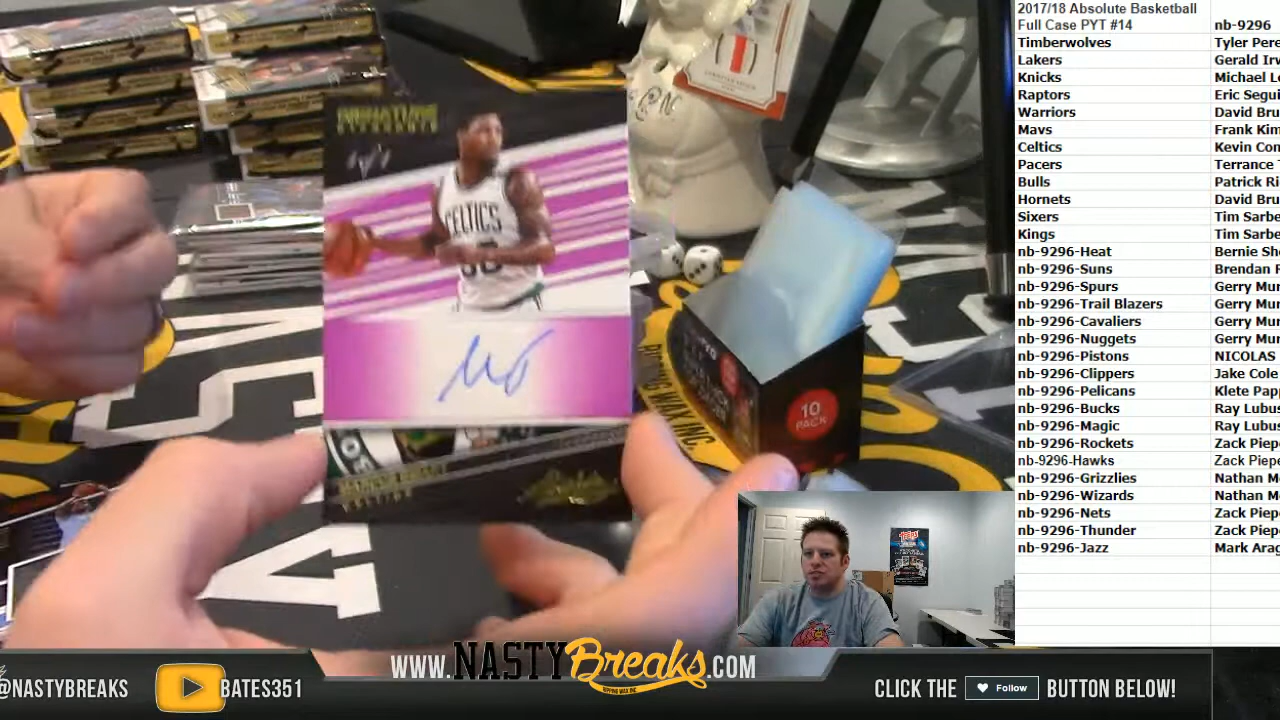 2017/18 Absolute Basketball
Full Case PYT #14 nb-9296
Timberwolves Tyler Pere
Lakers Gerald Irv
Knicks Michael L
Raptors Eric Segui
Warriors David Bru
Mavs Frank Kim
Celtics Kevin Con
Pacers Terrance
Bulls Patrick Ri
Hornets David Bru
Sixers Tim Sarbe
Kings Tim Sarbe
nb-9296-Heat Bernie Sh
nb-9296-Suns Brendan
nb-9296-Spurs Gerry Mur
nb-9296-Trail Blazers Gerry Mur
nb-9296-Cavaliers Gerry Mur
nb-9296-Nuggets Gerry Mur
nb-9296-Pistons NICOLAS
nb-9296-Clippers Jake Cole
nb-9296-Pelicans Klete Papp
nb-9296-Bucks Ray Lubus
nb-9296-Magic Ray Lubus
nb-9296-Rockets Zack Piepe
nb-9296-Hawks Zack Piepe
nb-9296-Grizzlies Nathan M
nb-9296-Wizards Nathan M
nb-9296-Nets Zack Piepe
nb-9296-Thunder Zack Piepe
nb-9296-Jazz Mark Arag
CELTICS
10
PACK
RIPPING WAX INC.
WWW.NASTYBreaks.COM
RIPPING WAX INC
@NASTYBREAKS
BATES351
CLICK THE Follow BUTTON BELOW!